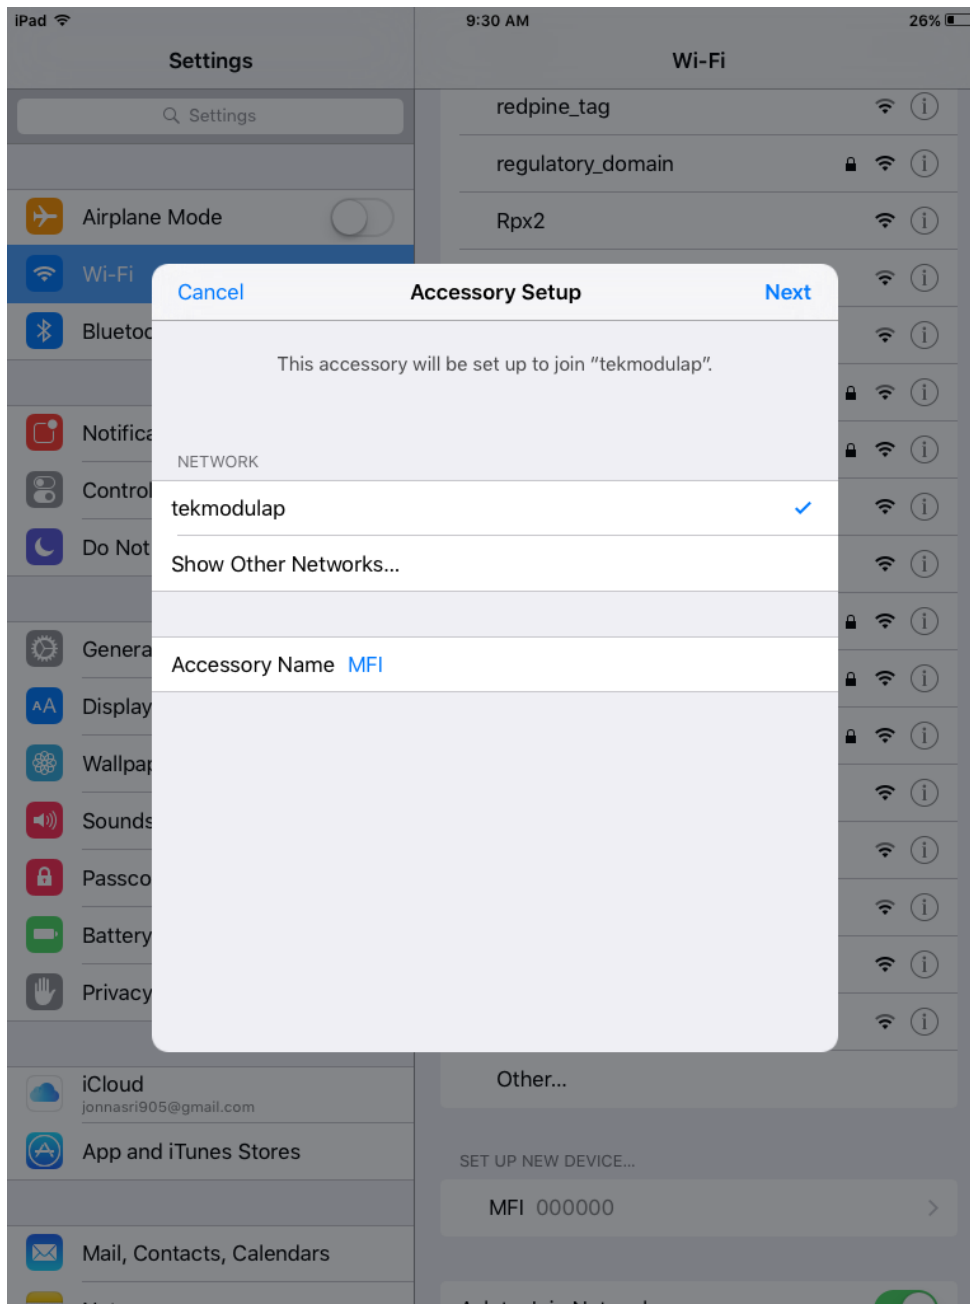 iPad
9:30 AM
26%
Settings
Wi-Fi
Settings
Airplane Mode
Wi-Fi
Bluetoo
Notifica
Control
Do Not
Genera
Display
Wallpap
Sounds
Passco
Battery
Privacy
iCloud
jonnasri905@gmail.com
App and iTunes Stores
Mail, Contacts, Calendars
redpine_tag
regulatory_domain
Rpx2
Cancel
Accessory Setup
Next
This accessory will be set up to join “tekmodulap”.
NETWORK
tekmodulap
Show Other Networks...
Accessory Name MFI
Other...
SET UP NEW DEVICE...
MFI 000000